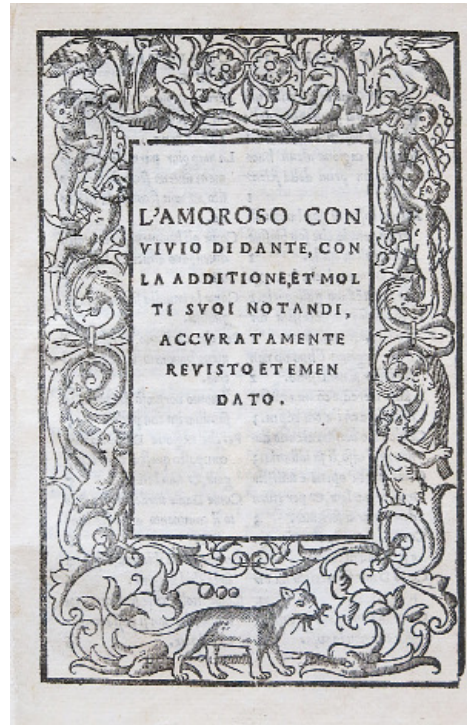 L'AMOROSO CON
VIVIO DI DANTE, CON
LA ADDITIONE, ET MOL
TI SVOI NOTANDI,
ACCVRATAMENTE
REVISTO ET EMEN
DATO.